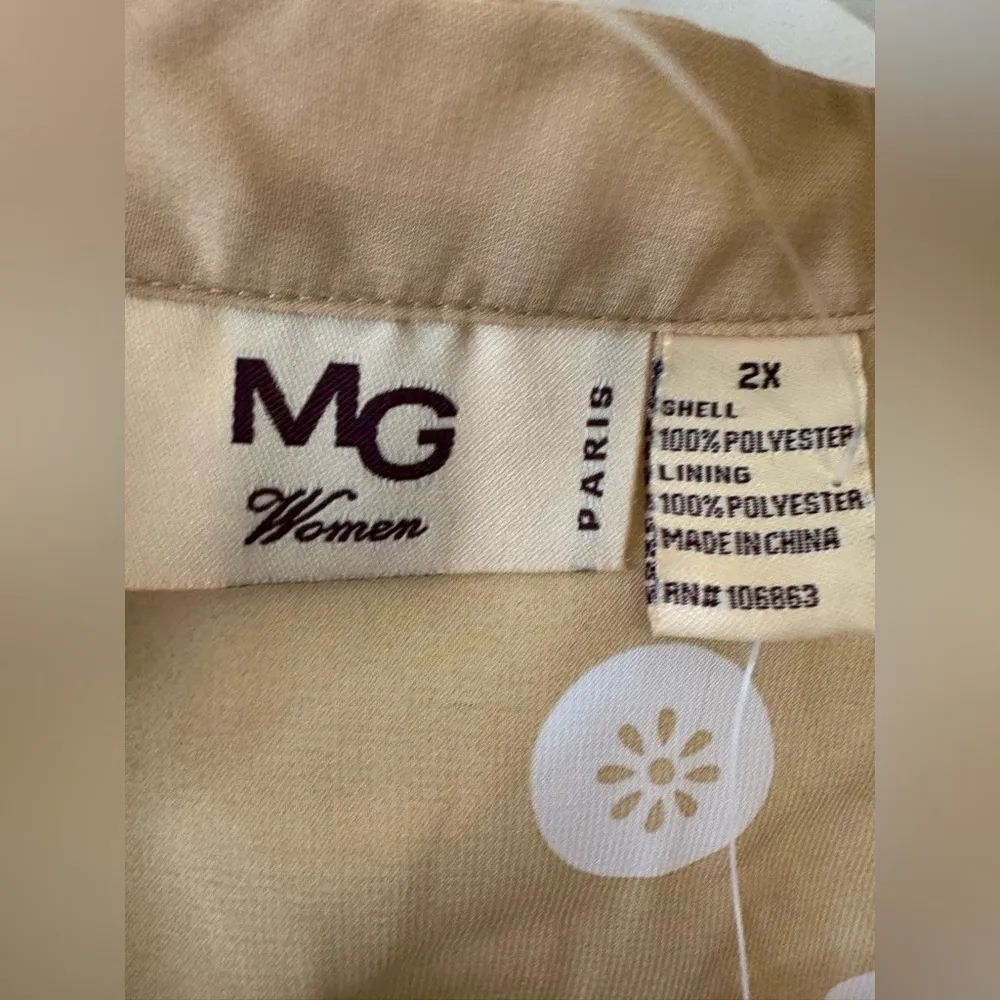 MG
Women
PARIS
2X
SHELL
100% POLYESTER
LINING
100% POLYESTER
MADE IN CHINA
RN# 106863